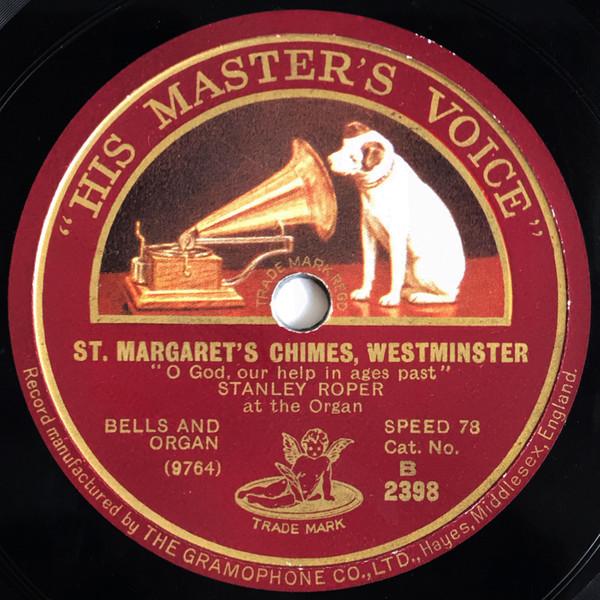 "HIS MASTER'S VOICE"
TRADE MARK REGD
ST. MARGARET'S CHIMES, WESTMINSTER
"O God, our help in ages past"
STANLEY ROPER
at the Organ
BELLS AND
ORGAN
(9764)
SPEED 78
Cat. No.
B
2398
TRADE MARK
Record manufactured by THE GRAMOPHONE CO., LTD., Hayes, Middlesex, England.